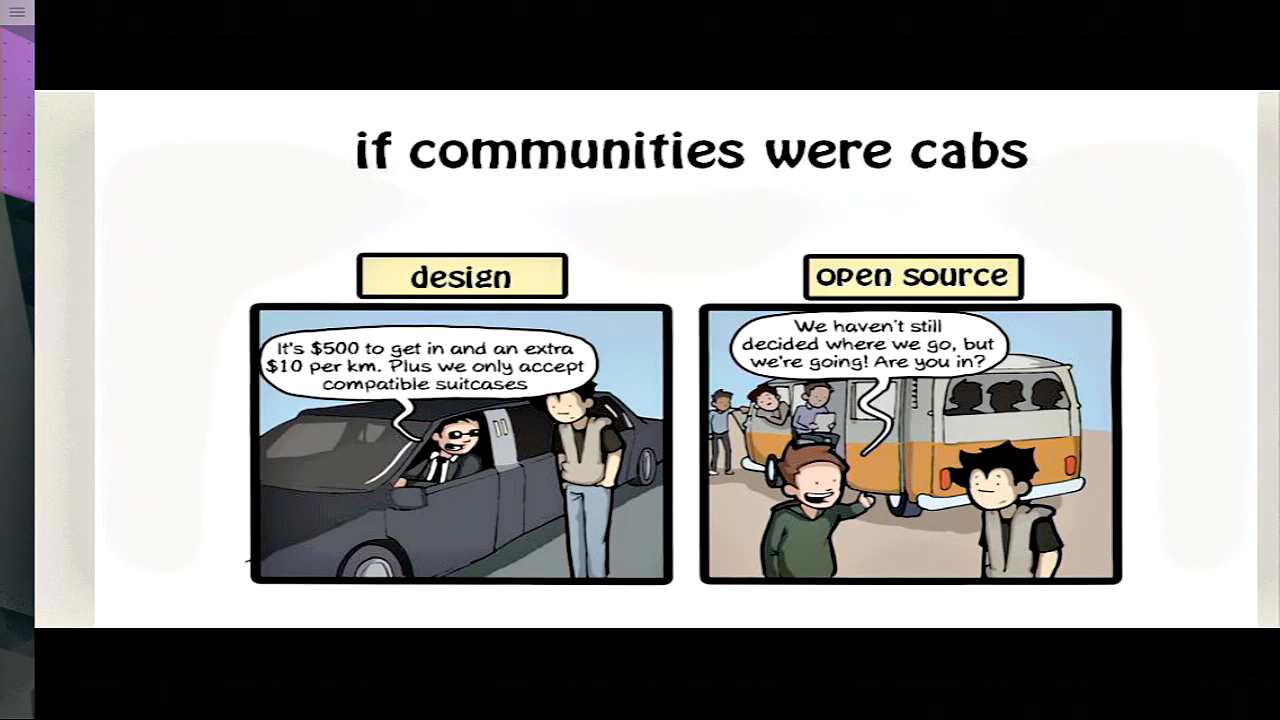 if communities were cabs
design
It's $500 to get in and an extra
$10 per km. Plus we only accept
compatible suitcases
open source
We haven't still
decided where we go, but
we're going! Are you in?